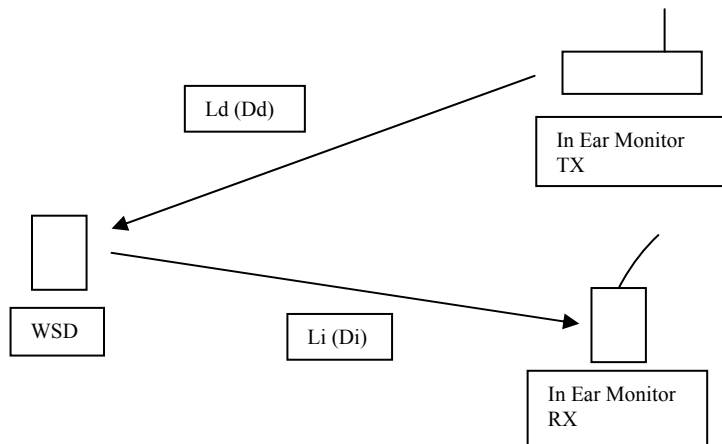 Ld (Dd)
In Ear Monitor
TX
WSD
Li (Di)
In Ear Monitor
RX